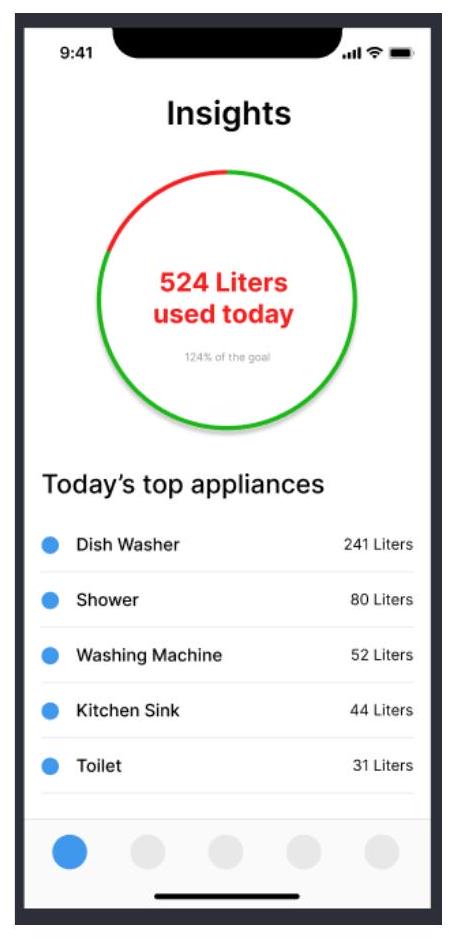 9:41
Insights
524 Liters
used today
124% of the goal
Today’s top appliances
Dish Washer 241 Liters
Shower 80 Liters
Washing Machine 52 Liters
Kitchen Sink 44 Liters
Toilet 31 Liters